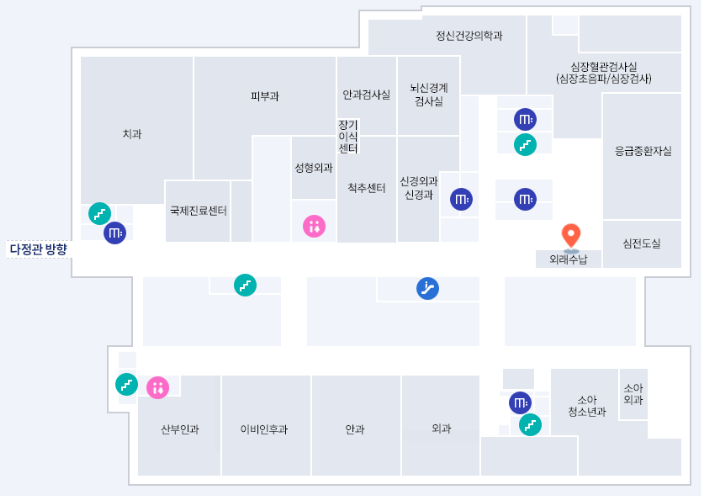 정신건강의학과
심장혈관검사실
(심장초음파/심장검사)
피부과
안과검사실
뇌신경계
검사실
치과
장기
이식
센터
응급중환자실
성형외과
척추센터
신경외과
신경과
국제진료센터
다정관 방향
심전도실
외래수납
산부인과
이비인후과
안과
외과
소아
청소년과
소아
외과